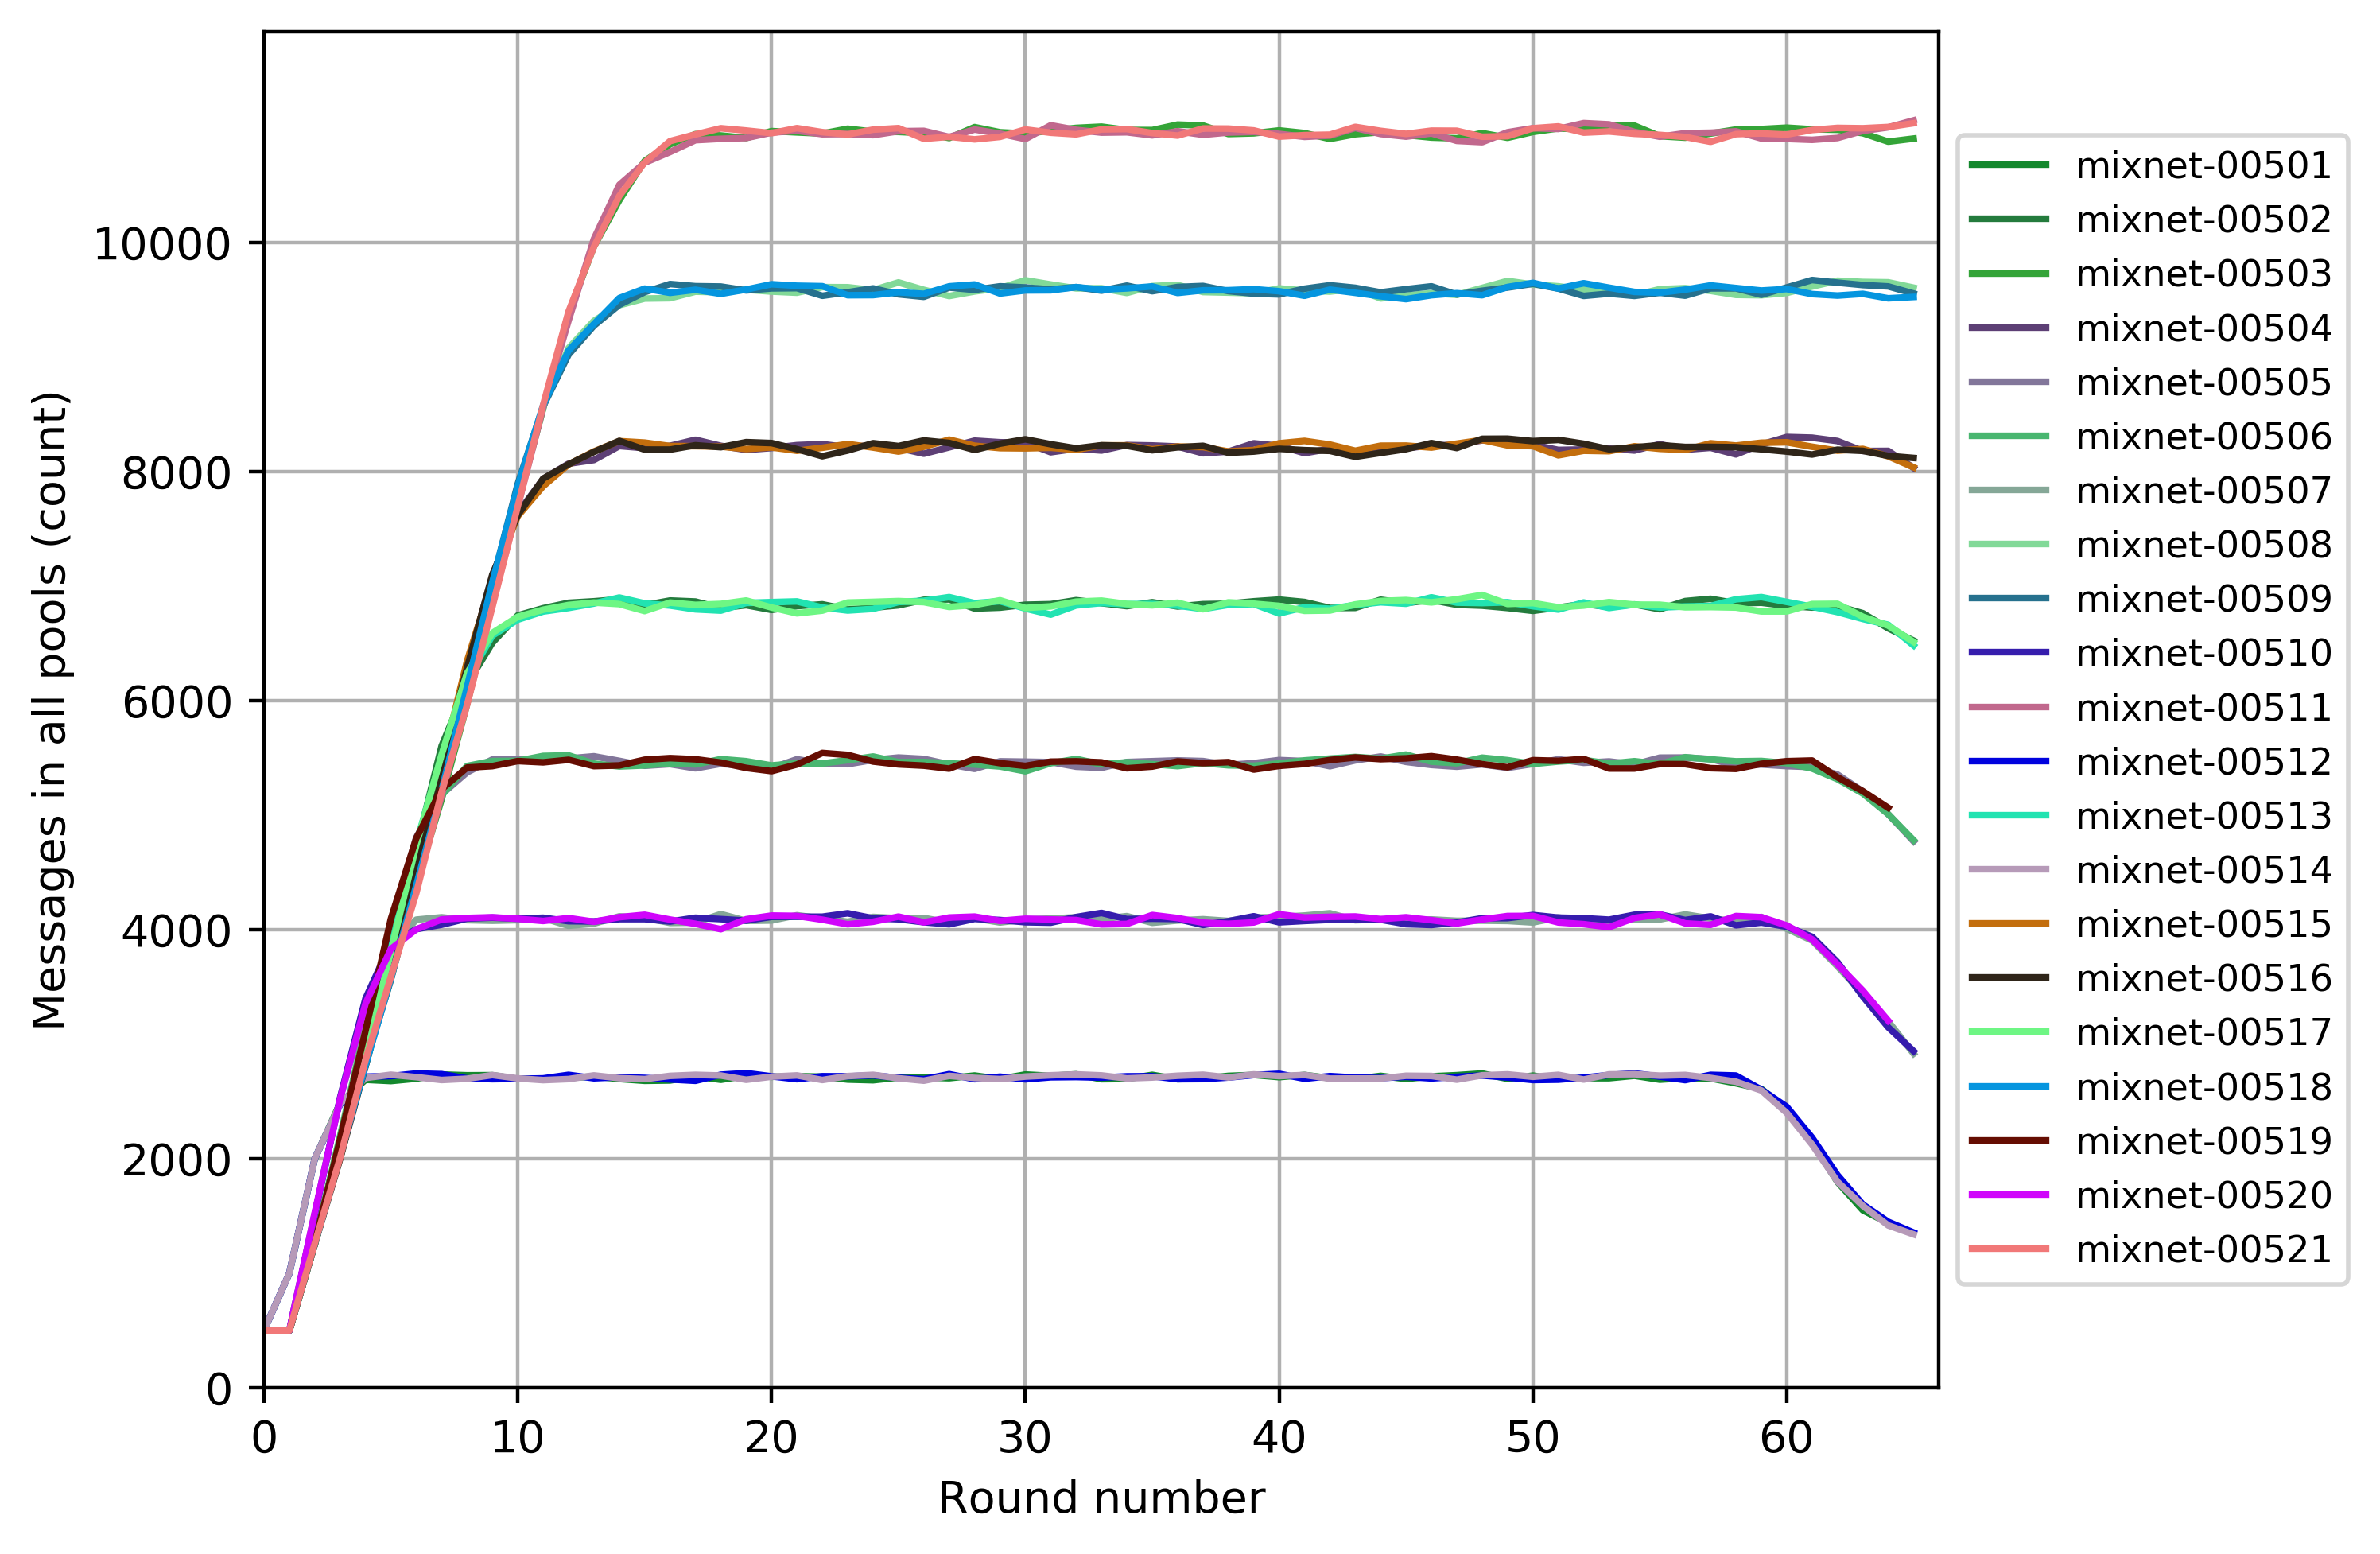 Messages in all pools (count)
10000
8000
6000
4000
2000
0
0 10 20 30 40 50 60
Round number
mixnet-00501
mixnet-00502
mixnet-00503
mixnet-00504
mixnet-00505
mixnet-00506
mixnet-00507
mixnet-00508
mixnet-00509
mixnet-00510
mixnet-00511
mixnet-00512
mixnet-00513
mixnet-00514
mixnet-00515
mixnet-00516
mixnet-00517
mixnet-00518
mixnet-00519
mixnet-00520
mixnet-00521